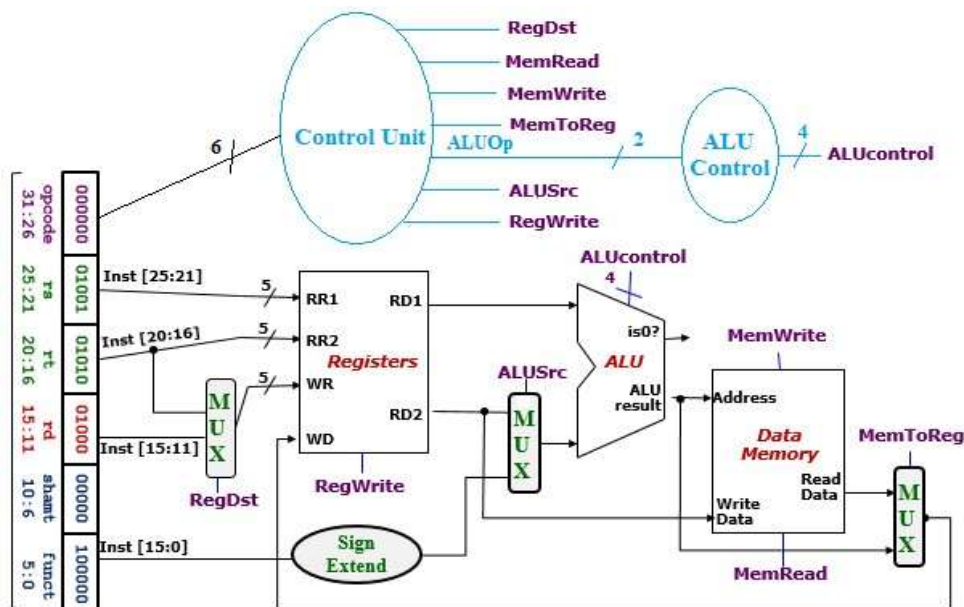 RegDst
MemRead
MemWrite
MemToReg
Control Unit
ALUOp
2
ALU
Control
4
ALUcontrol
6
ALUSrc
RegWrite
opcode
31:26
000000
rs
25:21
01001
Inst [25:21]
5
rt
20:16
01010
Inst [20:16]
5
rd
15:11
01000
Inst [15:11]
5
shamt
10:6
00000
funct
5:0
100000
Inst [15:0]
MUX
RegDst
RR1
RR2
WR
WD
Registers
RD1
RD2
RegWrite
Sign
Extend
ALUSrc
MUX
ALUcontrol
4
is0?
ALU
ALU
result
MemWrite
Address
Data
Memory
Read
Data
Write
Data
MemRead
MemToReg
MUX